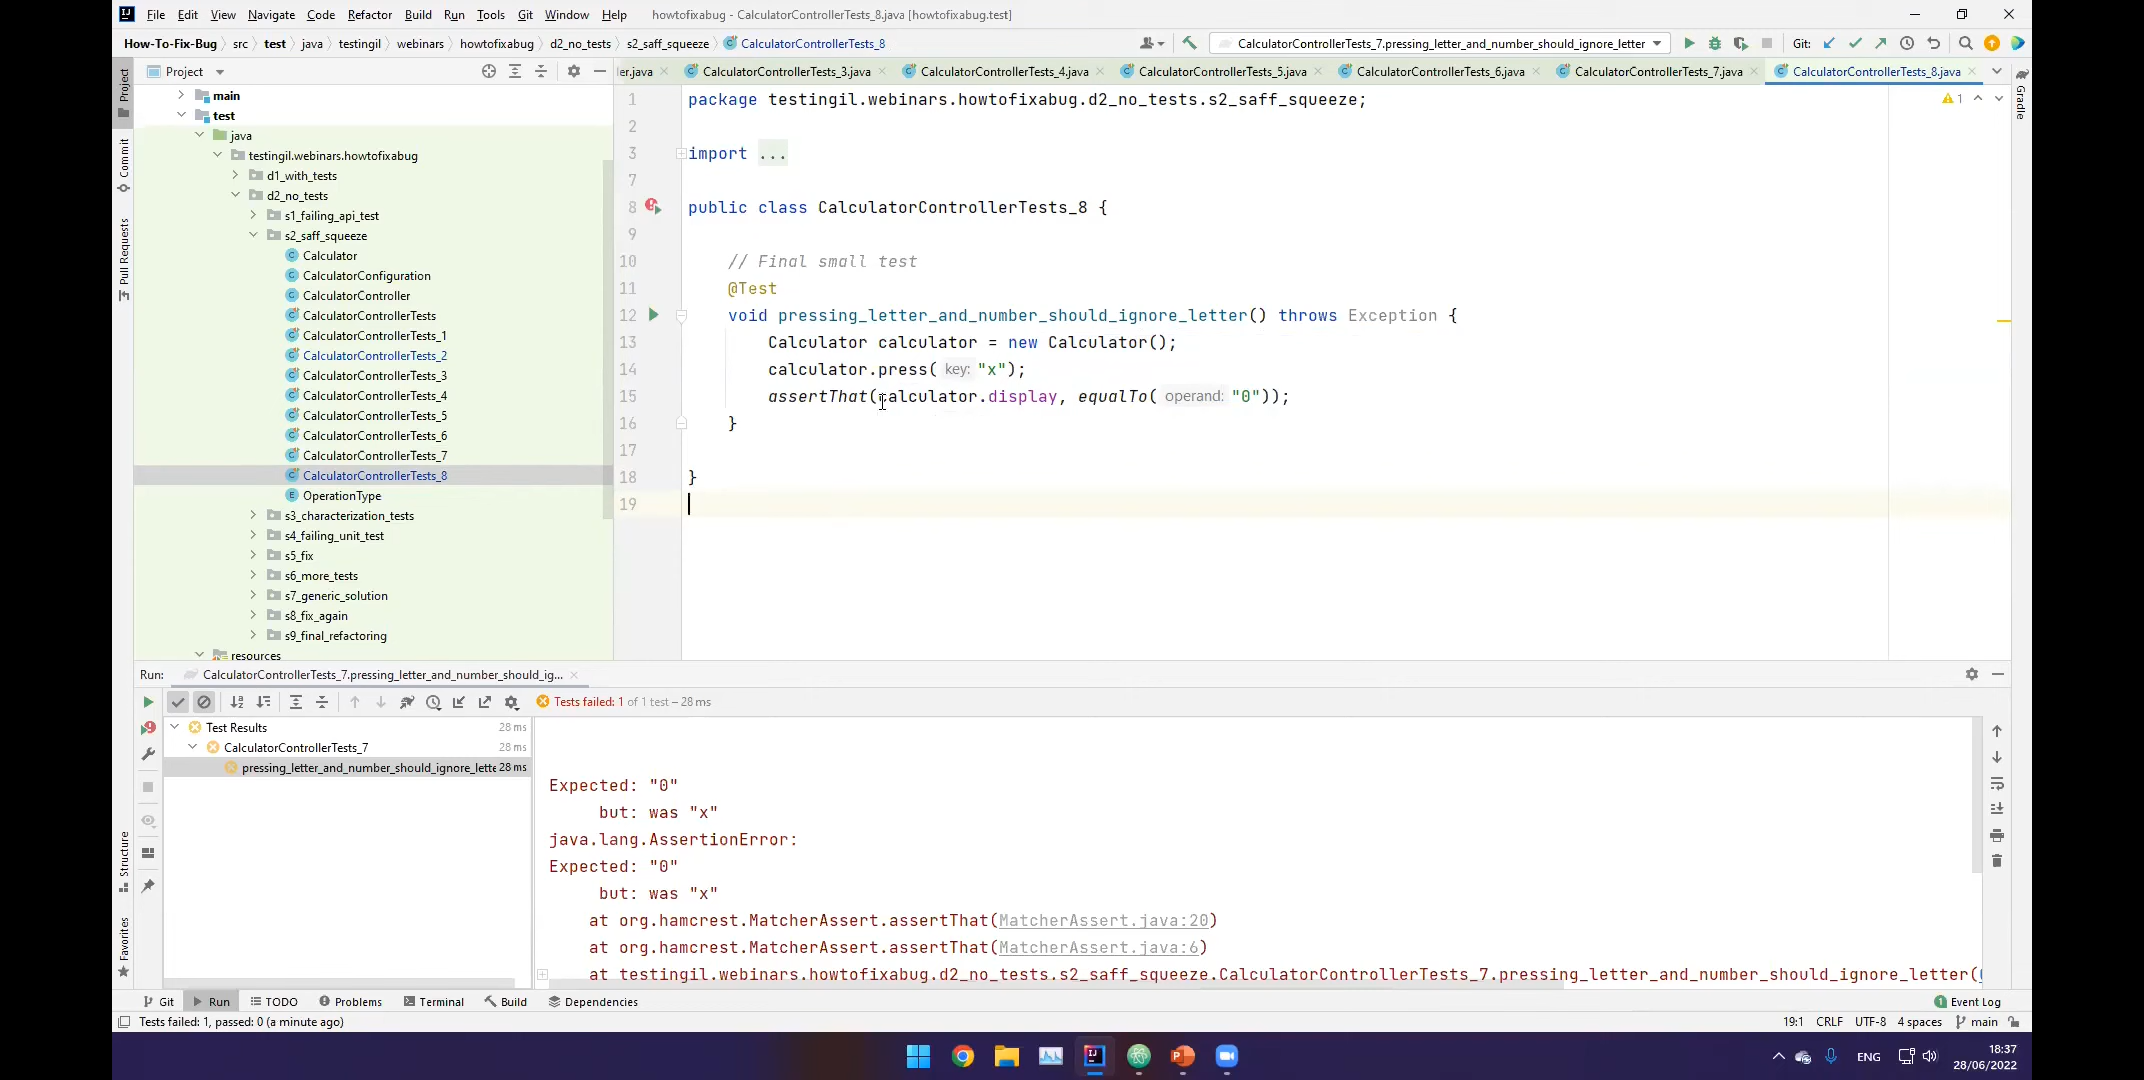 File Edit View Navigate Code Refactor Build Run Tools Git Window Help howtofixabug - CalculatorControllerTests_8.java [howtofixabug.test]
How-To-Fix-Bug src test java testingil webinars howtofixabug d2_no_tests s2_saff_squeeze CalculatorControllerTests_8 CalculatorControllerTests_7.pressing_letter_and_number_should_ignore_letter Git:
Project
ler.java CalculatorControllerTests_3.java CalculatorControllerTests_4.java CalculatorControllerTests_5.java CalculatorControllerTests_6.java CalculatorControllerTests_7.java CalculatorControllerTests_8.java
Project
Commit
Pull Requests
Structure
Favorites
Gradle
main
test
java
testingil.webinars.howtofixabug
d1_with_tests
d2_no_tests
s1_failing_api_test
s2_saff_squeeze
Calculator
CalculatorConfiguration
CalculatorController
CalculatorControllerTests
CalculatorControllerTests_1
CalculatorControllerTests_2
CalculatorControllerTests_3
CalculatorControllerTests_4
CalculatorControllerTests_5
CalculatorControllerTests_6
CalculatorControllerTests_7
CalculatorControllerTests_8
OperationType
s3_characterization_tests
s4_failing_unit_test
s5_fix
s6_more_tests
s7_generic_solution
s8_fix_again
s9_final_refactoring
resources
1 package testingil.webinars.howtofixabug.d2_no_tests.s2_saff_squeeze; 1
2
3 import ...
7
8 public class CalculatorControllerTests_8 {
9
10 // Final small test
11 @Test
12 void pressing_letter_and_number_should_ignore_letter() throws Exception {
13 Calculator calculator = new Calculator();
14 calculator.press( key: "x");
15 assertThat(calculator.display, equalTo( operand: "0"));
16 }
17
18 }
19
Run: CalculatorControllerTests_7.pressing_letter_and_number_should_ig...
Tests failed: 1 of 1 test – 28 ms
Test Results 28 ms
CalculatorControllerTests_7 28 ms
pressing_letter_and_number_should_ignore_lette 28 ms
Expected: "0"
but: was "x"
java.lang.AssertionError:
Expected: "0"
but: was "x"
at org.hamcrest.MatcherAssert.assertThat(MatcherAssert.java:20)
at org.hamcrest.MatcherAssert.assertThat(MatcherAssert.java:6)
at testingil.webinars.howtofixabug.d2_no_tests.s2_saff_squeeze.CalculatorControllerTests_7.pressing_letter_and_number_should_ignore_letter(
Git Run TODO Problems Terminal Build Dependencies 1 Event Log
Tests failed: 1, passed: 0 (a minute ago) 19:1 CRLF UTF-8 4 spaces main
ENG 18:37
28/06/2022